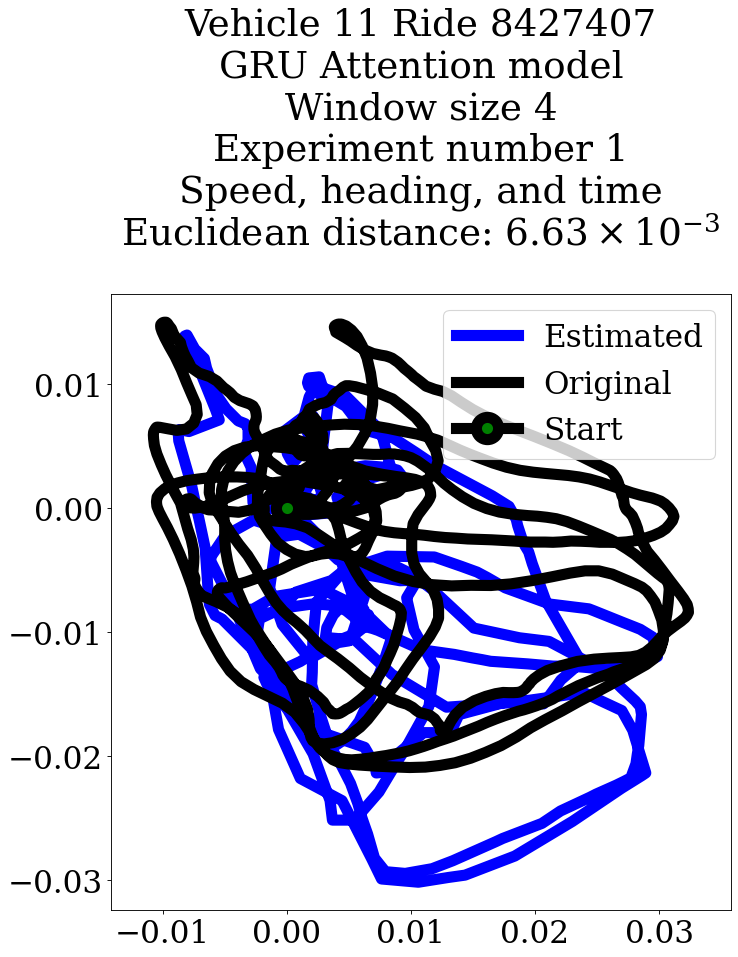 Vehicle 11 Ride 8427407
GRU Attention model
Window size 4
Experiment number 1
Speed, heading, and time
Euclidean distance: 6.63 × 10⁻³
Estimated
Original
Start
0.01
0.00
−0.01
−0.02
−0.03
−0.01 0.00 0.01 0.02 0.03